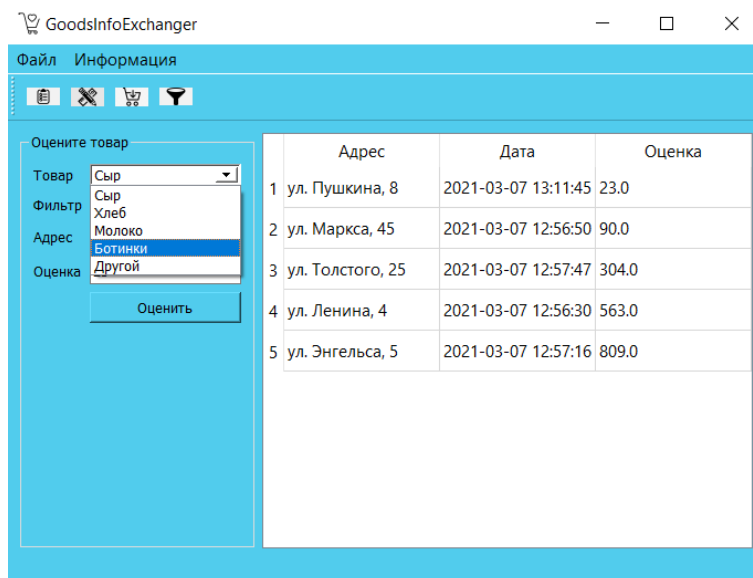 GoodsInfoExchanger
Файл Информация
Оцените товар
Товар Сыр
Сыр
Хлеб
Молоко
Ботинки
Другой
Фильтр
Адрес
Оценка
Оценить
Адрес Дата Оценка
1 ул. Пушкина, 8 2021-03-07 13:11:45 23.0
2 ул. Маркса, 45 2021-03-07 12:56:50 90.0
3 ул. Толстого, 25 2021-03-07 12:57:47 304.0
4 ул. Ленина, 4 2021-03-07 12:56:30 563.0
5 ул. Энгельса, 5 2021-03-07 12:57:16 809.0